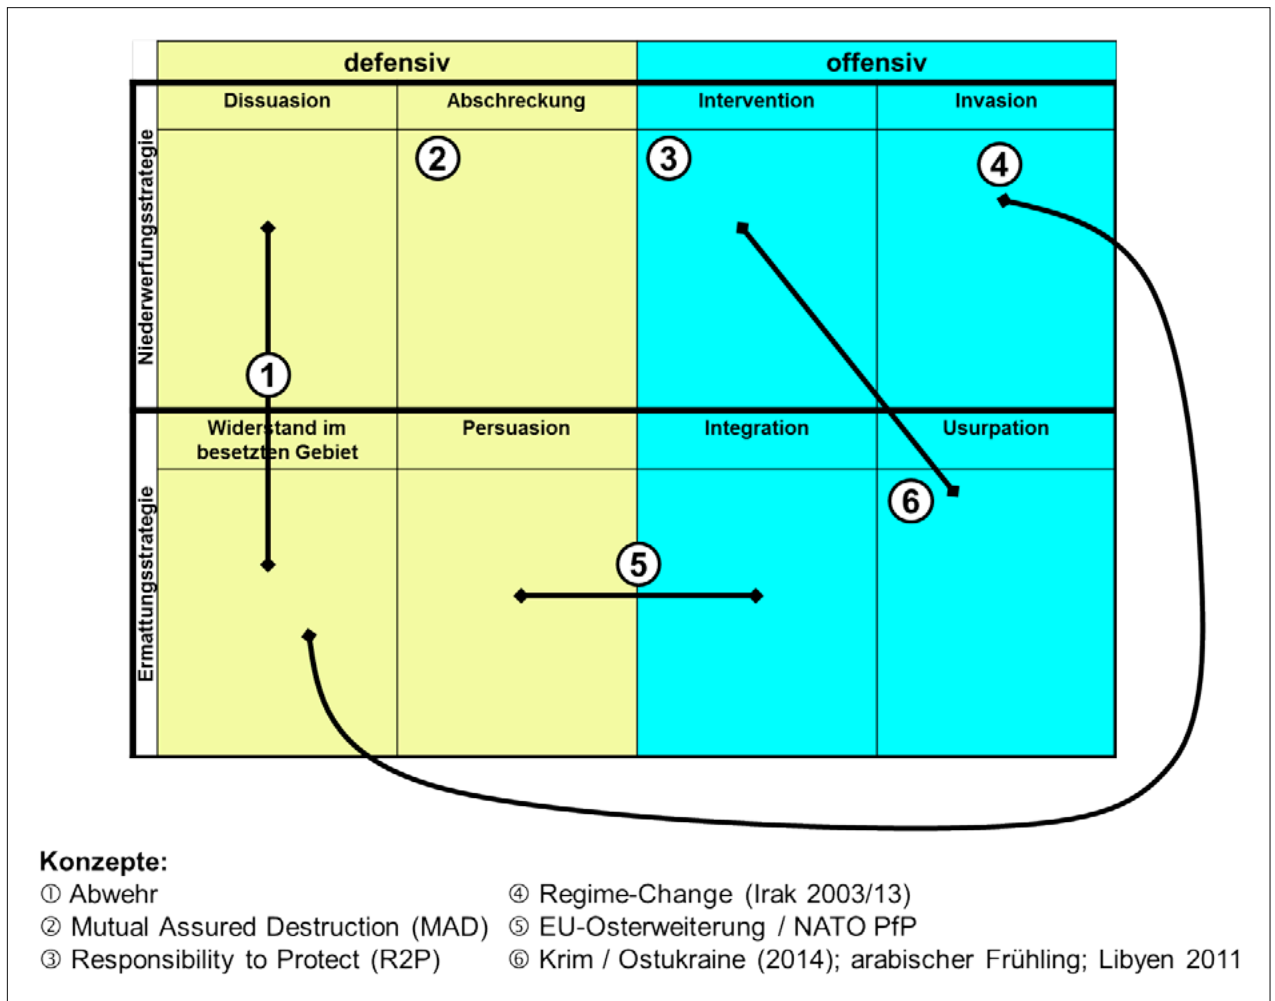 defensiv offensiv
Dissuasion Abschreckung Intervention Invasion
Niederwerfungsstrategie
2 3 4
1
Widerstand im besetzten Gebiet Persuasion Integration Usurpation
Ermattungsstrategie
6
5
Konzepte:
① Abwehr
② Mutual Assured Destruction (MAD)
③ Responsibility to Protect (R2P)
④ Regime-Change (Irak 2003/13)
⑤ EU-Osterweiterung / NATO PfP
⑥ Krim / Ostukraine (2014); arabischer Frühling; Libyen 2011